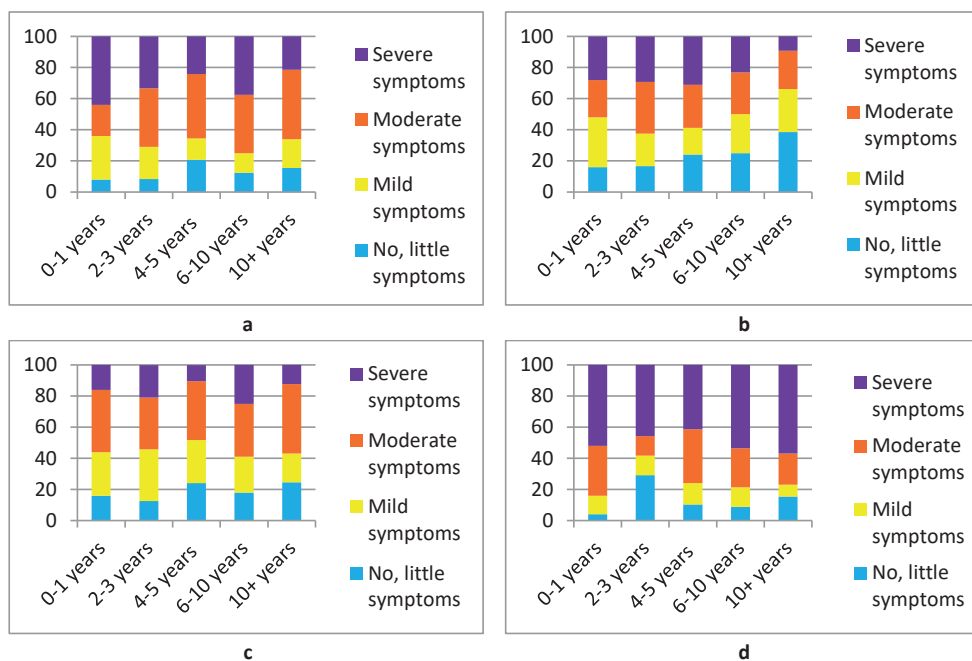 100
80
60
40
20
0
0-1 years
2-3 years
4-5 years
6-10 years
10+ years
Severe
symptoms
Moderate
symptoms
Mild
symptoms
No, little
symptoms
a
100
80
60
40
20
0
0-1 years
2-3 years
4-5 years
6-10 years
10+ years
Severe
symptoms
Moderate
symptoms
Mild
symptoms
No, little
symptoms
b
100
80
60
40
20
0
0-1 years
2-3 years
4-5 years
6-10 years
10+ years
Severe
symptoms
Moderate
symptoms
Mild
symptoms
No, little
symptoms
c
100
80
60
40
20
0
0-1 years
2-3 years
4-5 years
6-10 years
10+ years
Severe
symptoms
Moderate
symptoms
Mild
symptoms
No, little
symptoms
d